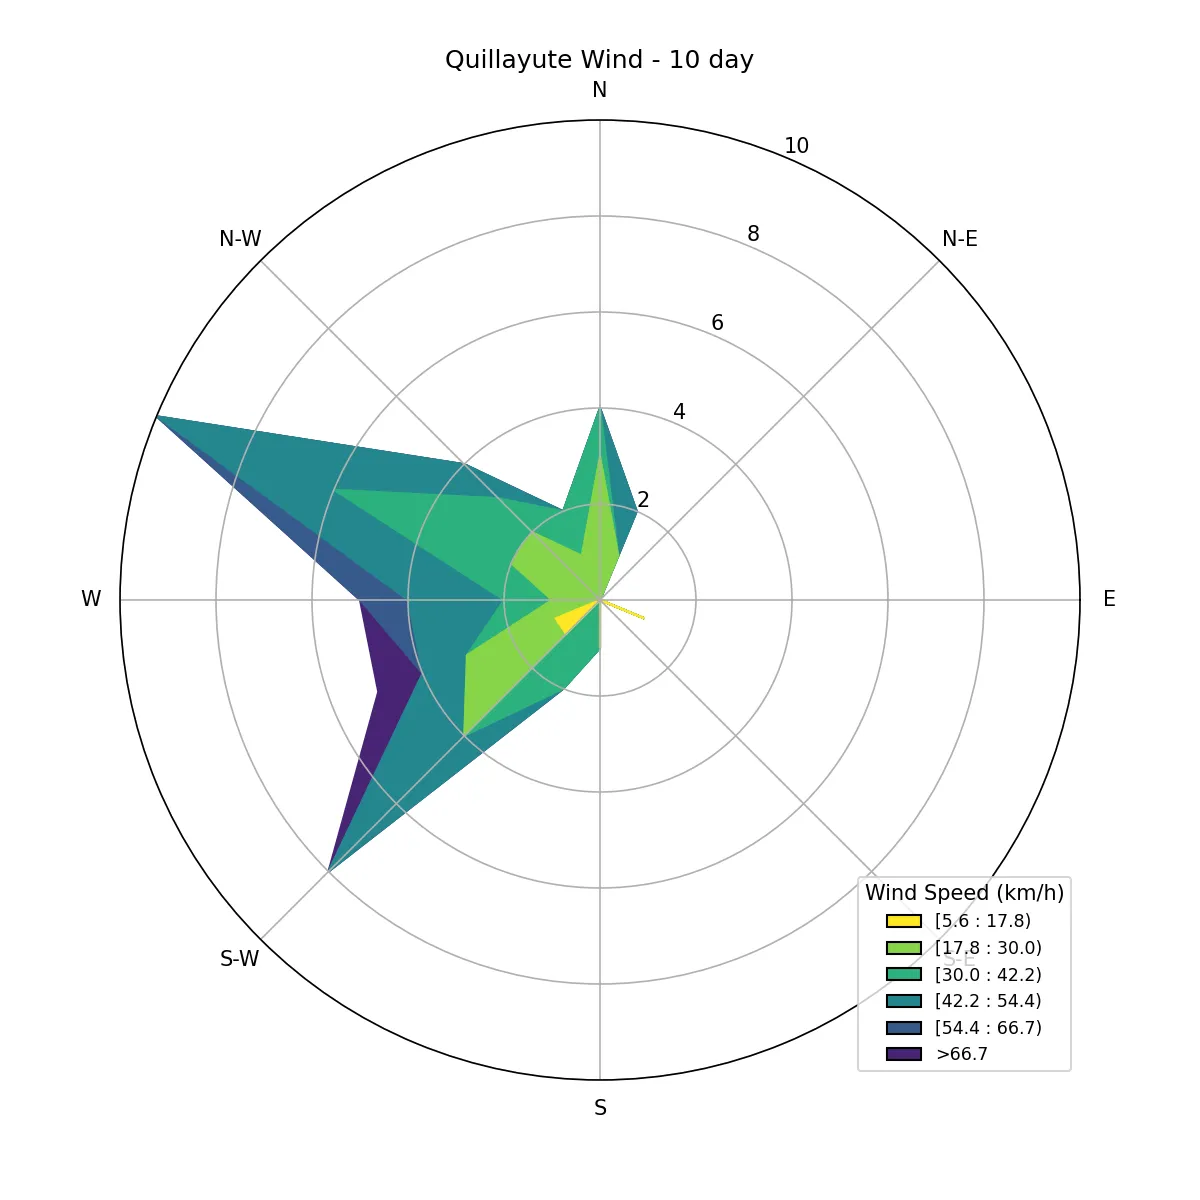 Quillayute Wind - 10 day
N
10
N-W
8
N-E
6
4
2
W
E
S-W
S-E
S
Wind Speed (km/h)
[5.6 : 17.8)
[17.8 : 30.0)
[30.0 : 42.2)
[42.2 : 54.4)
[54.4 : 66.7)
>66.7